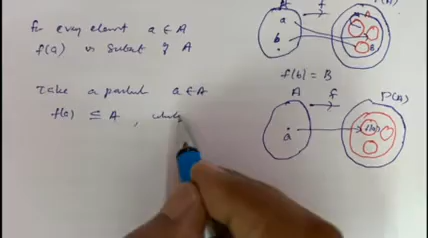 for every element a ∈ A
f(a) is subset of A
Take a particular a ∈ A
f(a) ⊆ A ,
A
f
P(A)
a
b
A
B
f(b) = B
A
f
P(A)
a
f(a)